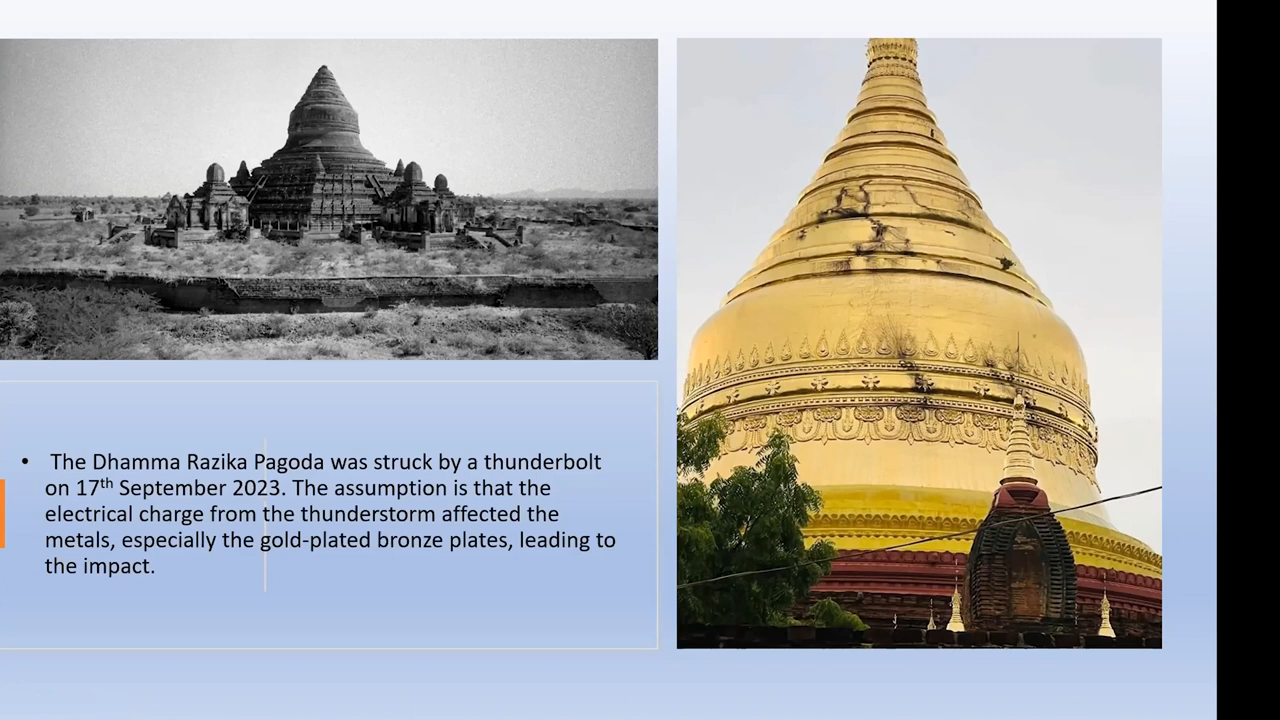 • The Dhamma Razika Pagoda was struck by a thunderbolt
on 17th September 2023. The assumption is that the
electrical charge from the thunderstorm affected the
metals, especially the gold-plated bronze plates, leading to
the impact.